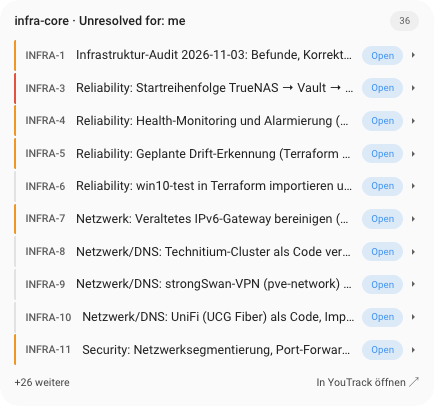 infra-core · Unresolved for: me 36
INFRA-1 Infrastruktur-Audit 2026-11-03: Befunde, Korrekt... Open
INFRA-3 Reliability: Startreihenfolge TrueNAS → Vault → ... Open
INFRA-4 Reliability: Health-Monitoring und Alarmierung (... Open
INFRA-5 Reliability: Geplante Drift-Erkennung (Terraform ... Open
INFRA-6 Reliability: win10-test in Terraform importieren u... Open
INFRA-7 Netzwerk: Veraltetes IPv6-Gateway bereinigen (... Open
INFRA-8 Netzwerk/DNS: Technitium-Cluster als Code ver... Open
INFRA-9 Netzwerk/DNS: strongSwan-VPN (pve-network) ... Open
INFRA-10 Netzwerk/DNS: UniFi (UCG Fiber) als Code, Imp... Open
INFRA-11 Security: Netzwerksegmentierung, Port-Forwar... Open
+26 weitere In YouTrack öffnen ↗